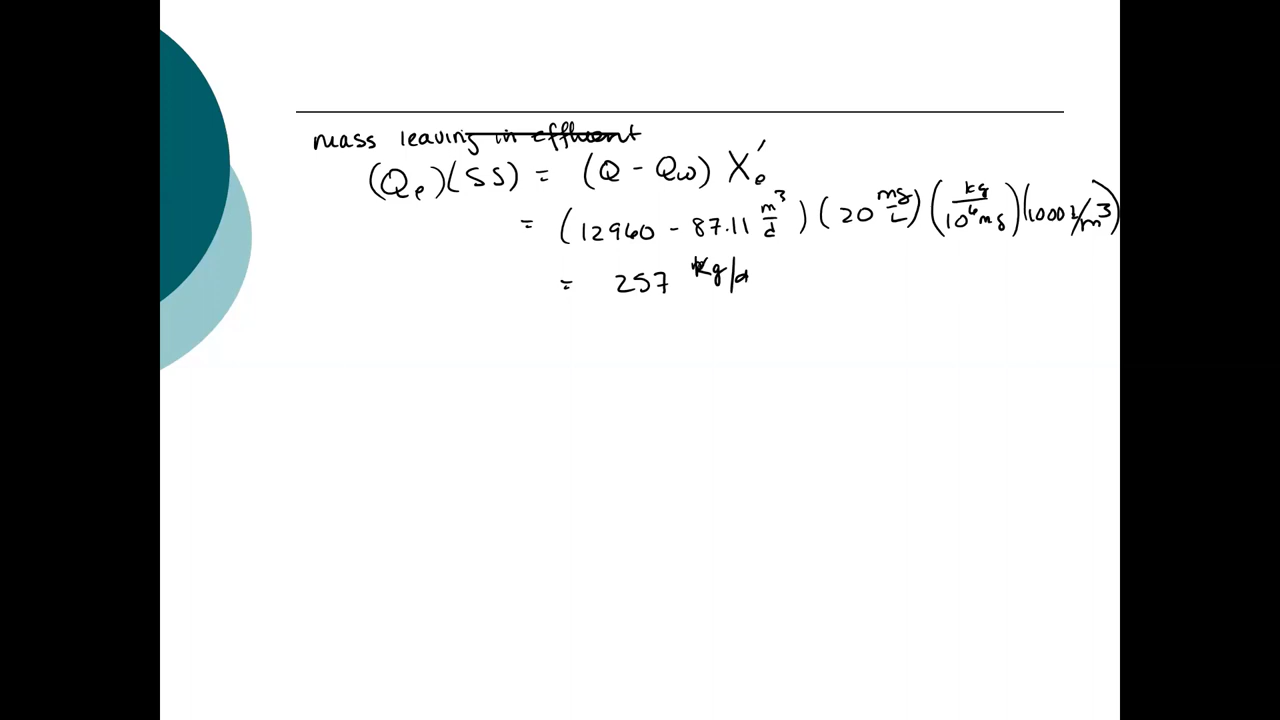 mass leaving in effluent
(Qe)(SS) = (Q - Qw) Xe'
= (12960 - 87.11 m³/d) (20 mg/L) (kg/10⁶mg) (1000 L/m³)
= 257 kg/d